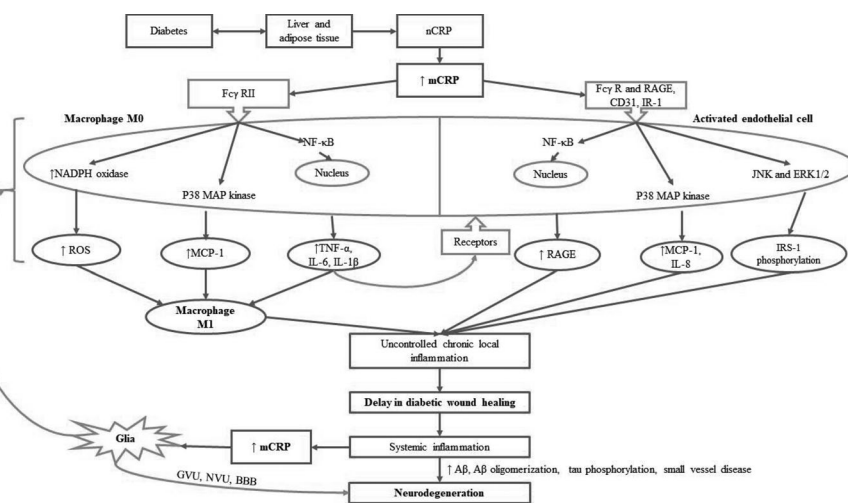 Diabetes
Liver and
adipose tissue
nCRP
↑ mCRP
Fcγ RII
Fcγ R and RAGE,
CD31, IR-1
Macrophage M0
Activated endothelial cell
NF-κB
NF-κB
↑NADPH oxidase
Nucleus
Nucleus
JNK and ERK1/2
P38 MAP kinase
P38 MAP kinase
↑ ROS
↑MCP-1
↑TNF-α,
IL-6, IL-1β
Receptors
↑ RAGE
↑MCP-1,
IL-8
IRS-1
phosphorylation
Macrophage
M1
Uncontrolled chronic local
inflammation
Delay in diabetic wound healing
Glia
↑ mCRP
Systemic inflammation
↑ Aβ, Aβ oligomerization, tau phosphorylation, small vessel disease
GVU, NVU, BBB
Neurodegeneration